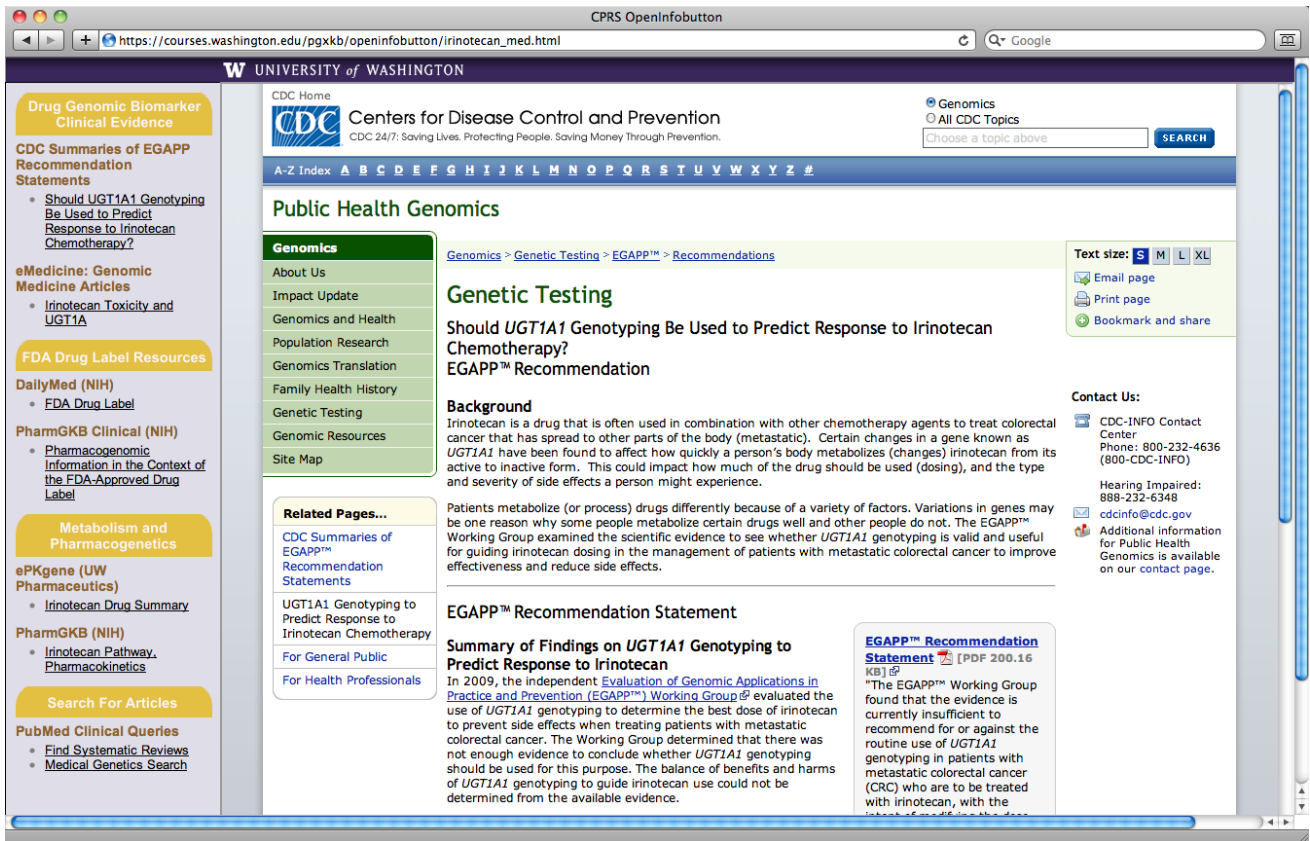 CPRS OpenInfobutton
https://courses.washington.edu/pgxkb/openinfobutton/irinotecan_med.html
Google
W UNIVERSITY of WASHINGTON
Drug Genomic Biomarker
Clinical Evidence
CDC Summaries of EGAPP
Recommendation
Statements
Should UGT1A1 Genotyping
Be Used to Predict
Response to Irinotecan
Chemotherapy?
eMedicine: Genomic
Medicine Articles
Irinotecan Toxicity and
UGT1A
FDA Drug Label Resources
DailyMed (NIH)
FDA Drug Label
PharmGKB Clinical (NIH)
Pharmacogenomic
Information in the Context of
the FDA-Approved Drug
Label
Metabolism and
Pharmacogenetics
ePKgene (UW
Pharmaceutics)
Irinotecan Drug Summary
PharmGKB (NIH)
Irinotecan Pathway,
Pharmacokinetics
Search For Articles
PubMed Clinical Queries
Find Systematic Reviews
Medical Genetics Search
CDC Home
CDC
Centers for Disease Control and Prevention
CDC 24/7: Saving Lives. Protecting People. Saving Money Through Prevention.
Genomics
All CDC Topics
Choose a topic above
SEARCH
A-Z Index A B C D E F G H I J K L M N O P Q R S T U V W X Y Z #
Public Health Genomics
Genomics
About Us
Impact Update
Genomics and Health
Population Research
Genomics Translation
Family Health History
Genetic Testing
Genomic Resources
Site Map
Related Pages...
CDC Summaries of
EGAPP™
Recommendation
Statements
UGT1A1 Genotyping to
Predict Response to
Irinotecan Chemotherapy
For General Public
For Health Professionals
Genomics > Genetic Testing > EGAPP™ > Recommendations
Genetic Testing
Should UGT1A1 Genotyping Be Used to Predict Response to Irinotecan
Chemotherapy?
EGAPP™ Recommendation
Background
Irinotecan is a drug that is often used in combination with other chemotherapy agents to treat colorectal
cancer that has spread to other parts of the body (metastatic). Certain changes in a gene known as
UGT1A1 have been found to affect how quickly a person's body metabolizes (changes) irinotecan from its
active to inactive form. This could impact how much of the drug should be used (dosing), and the type
and severity of side effects a person might experience.
Patients metabolize (or process) drugs differently because of a variety of factors. Variations in genes may
be one reason why some people metabolize certain drugs well and other people do not. The EGAPP™
Working Group examined the scientific evidence to see whether UGT1A1 genotyping is valid and useful
for guiding irinotecan dosing in the management of patients with metastatic colorectal cancer to improve
effectiveness and reduce side effects.
EGAPP™ Recommendation Statement
Summary of Findings on UGT1A1 Genotyping to
Predict Response to Irinotecan
In 2009, the independent Evaluation of Genomic Applications in
Practice and Prevention (EGAPP™) Working Group evaluated the
use of UGT1A1 genotyping to determine the best dose of irinotecan
to prevent side effects when treating patients with metastatic
colorectal cancer. The Working Group determined that there was
not enough evidence to conclude whether UGT1A1 genotyping
should be used for this purpose. The balance of benefits and harms
of UGT1A1 genotyping to guide irinotecan use could not be
determined from the available evidence.
EGAPP™ Recommendation
Statement [PDF 200.16
KB]
"The EGAPP™ Working Group
found that the evidence is
currently insufficient to
recommend for or against the
routine use of UGT1A1
genotyping in patients with
metastatic colorectal cancer
(CRC) who are to be treated
with irinotecan, with the
intent of modifying the dose
Text size: S M L XL
Email page
Print page
Bookmark and share
Contact Us:
CDC-INFO Contact
Center
Phone: 800-232-4636
(800-CDC-INFO)
Hearing Impaired:
888-232-6348
cdcinfo@cdc.gov
Additional information
for Public Health
Genomics is available
on our contact page.